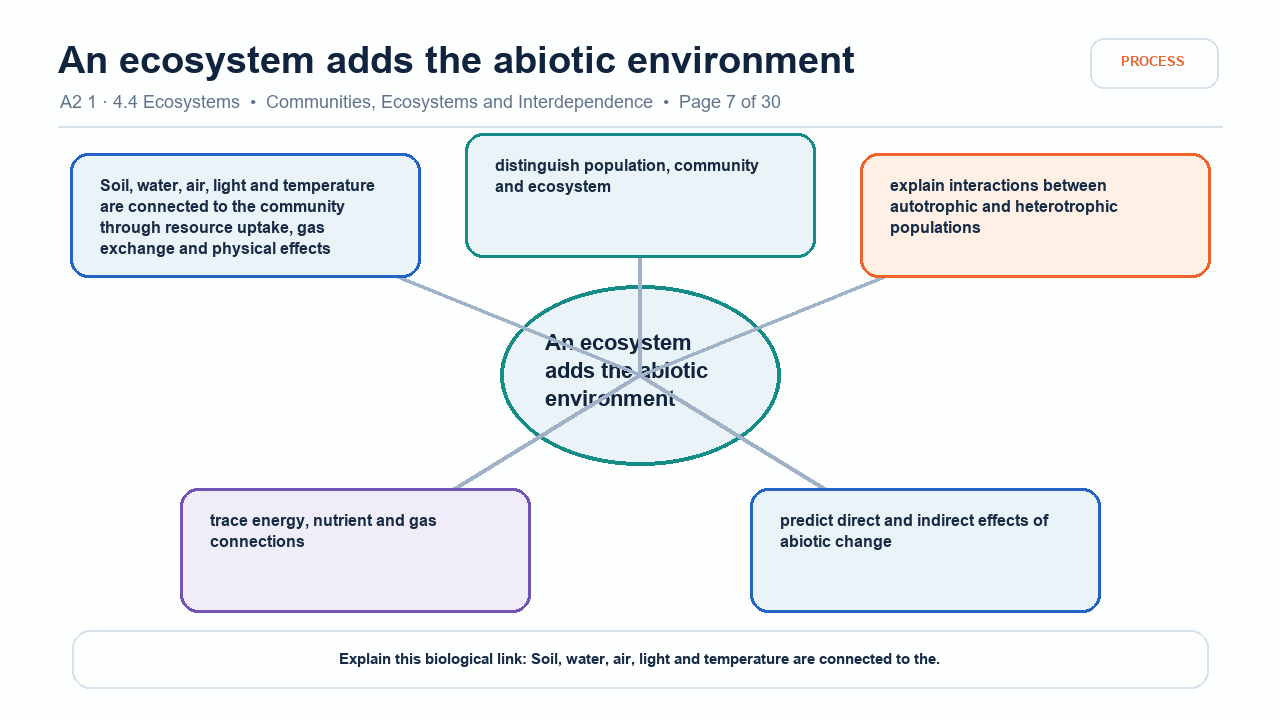 An ecosystem adds the abiotic environment
PROCESS
A2 1 · 4.4 Ecosystems • Communities, Ecosystems and Interdependence • Page 7 of 30
Soil, water, air, light and temperature
are connected to the community
through resource uptake, gas
exchange and physical effects
distinguish population, community
and ecosystem
explain interactions between
autotrophic and heterotrophic
populations
An ecosystem
adds the abiotic
environment
trace energy, nutrient and gas
connections
predict direct and indirect effects of
abiotic change
Explain this biological link: Soil, water, air, light and temperature are connected to the.